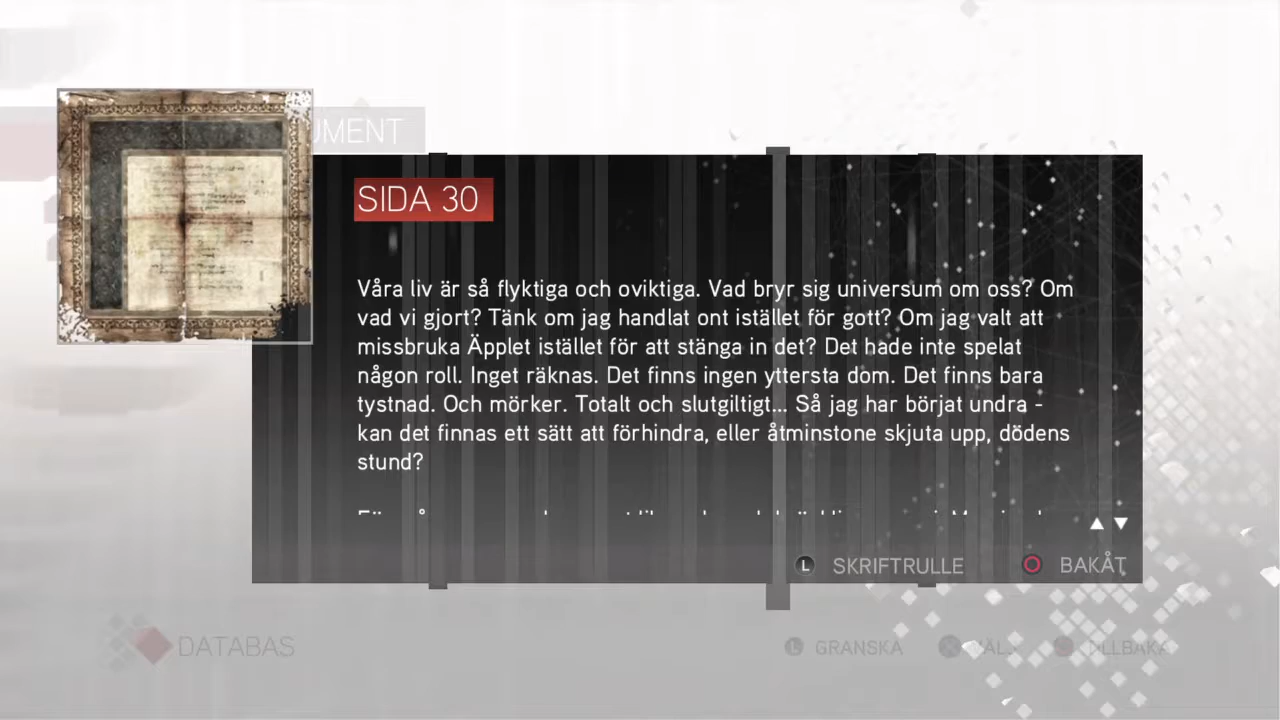 UMENT
SIDA 30
Våra liv är så flyktiga och oviktiga. Vad bryr sig universum om oss? Om
vad vi gjort? Tänk om jag handlat ont istället för gott? Om jag valt att
missbruka Äpplet istället för att stänga in det? Det hade inte spelat
någon roll. Inget räknas. Det finns ingen yttersta dom. Det finns bara
tystnad. Och mörker. Totalt och slutgiltigt... Så jag har börjat undra -
kan det finnas ett sätt att förhindra, eller åtminstone skjuta upp, dödens
stund?
L SKRIFTRULLE BAKÅT
DATABAS L GRANSKA